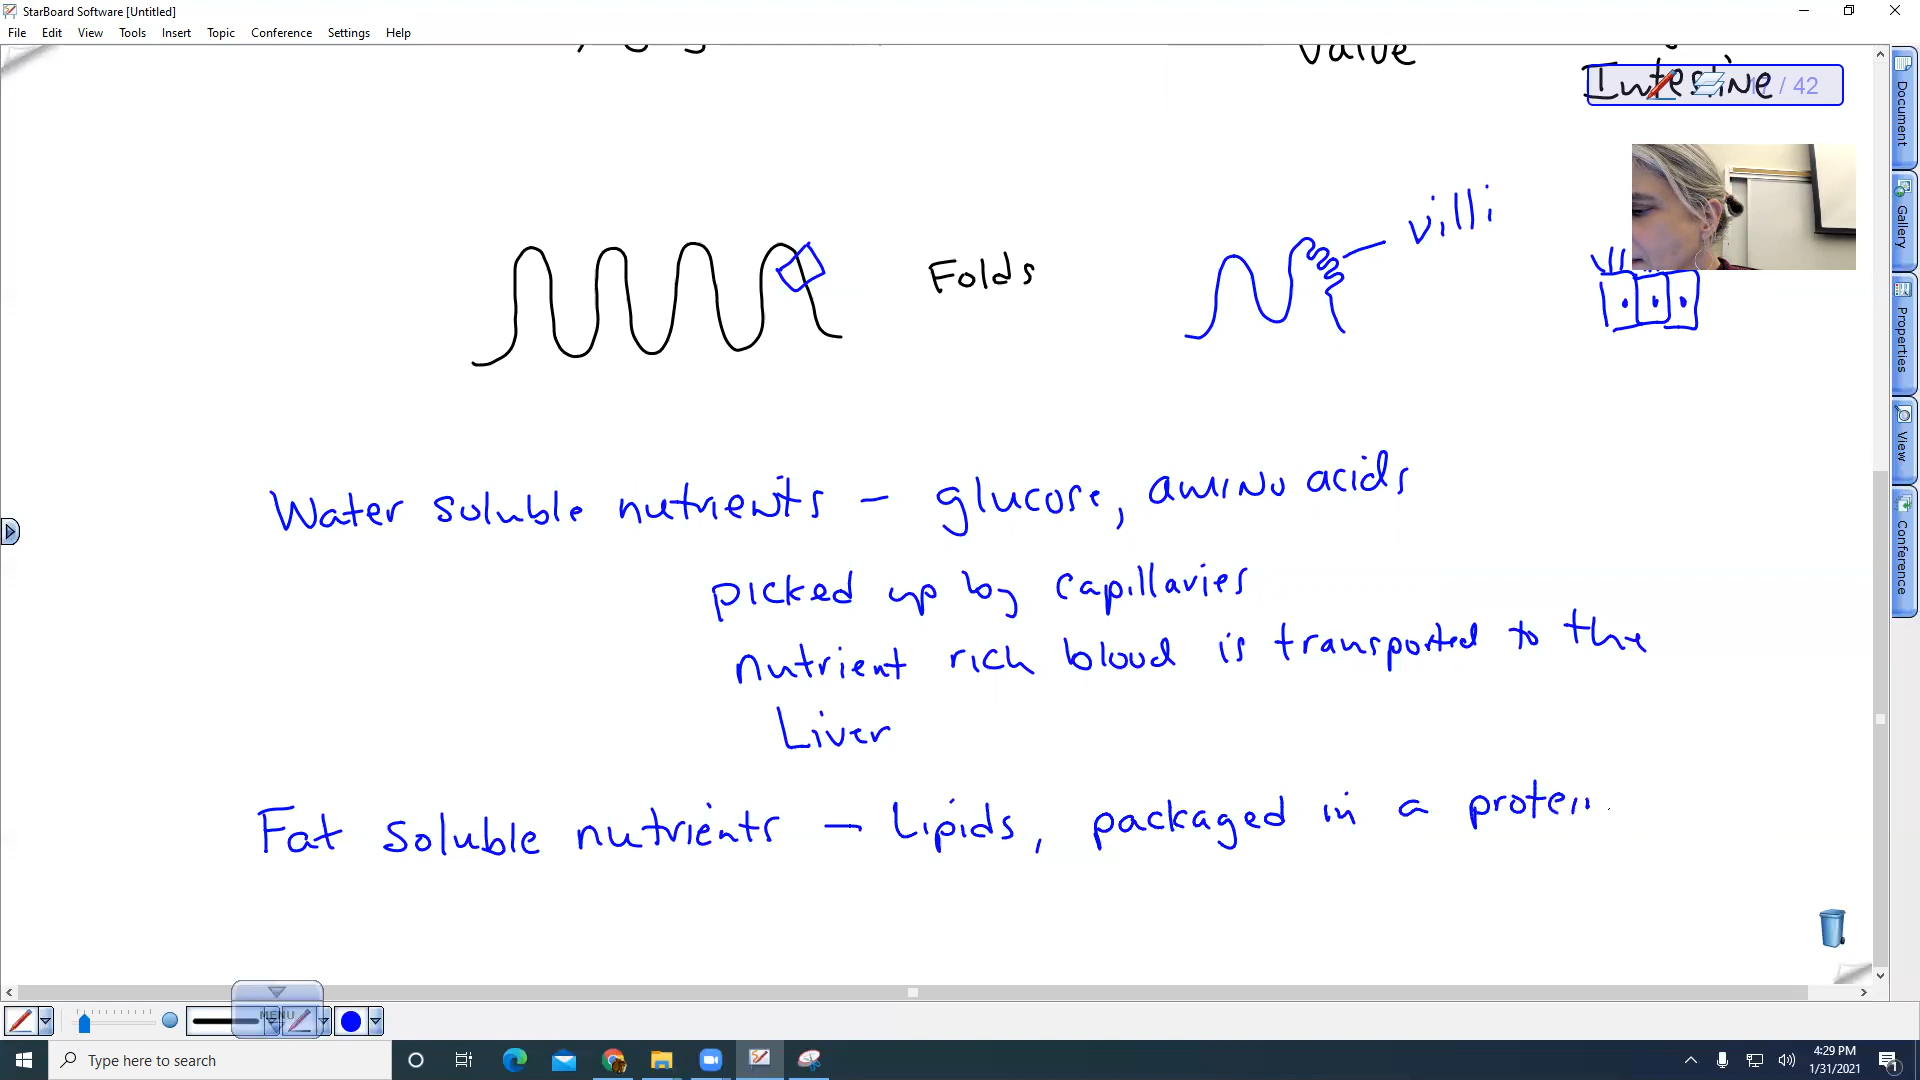 StarBoard Software [Untitled]
File Edit View Tools Insert Topic Conference Settings Help
Value
Intestine
/ 42
Document
Gallery
Properties
View
Conference
villi
Folds
Water soluble nutrients - glucose, amino acids
picked up by capillaries
nutrient rich blood is transported to the
Liver
Fat soluble nutrients - Lipids, packaged in a protein
MENU
Type here to search
4:29 PM
1/31/2021
1